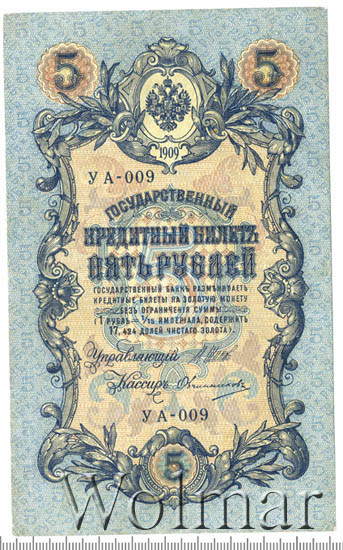 5 5
1909
УА-009
ГОСУДАРСТВЕННЫЙ
КРЕДИТНЫЙ БИЛЕТЪ
ПЯТЬ РУБЛЕЙ
ГОСУДАРСТВЕННЫЙ БАНКЪ РАЗМѢНИВАЕТЪ
КРЕДИТНЫЕ БИЛЕТЫ НА ЗОЛОТУЮ МОНЕТУ
БЕЗЪ ОГРАНИЧЕНІЯ СУММЫ
(1 РУБЛЬ = 1/15 ИМПЕРІАЛА, СОДЕРЖИТЪ
17,424 ДОЛЕЙ ЧИСТАГО ЗОЛОТА).
Управляющій
Кассиръ Овчинниковъ
УА-009
5
Wolmar